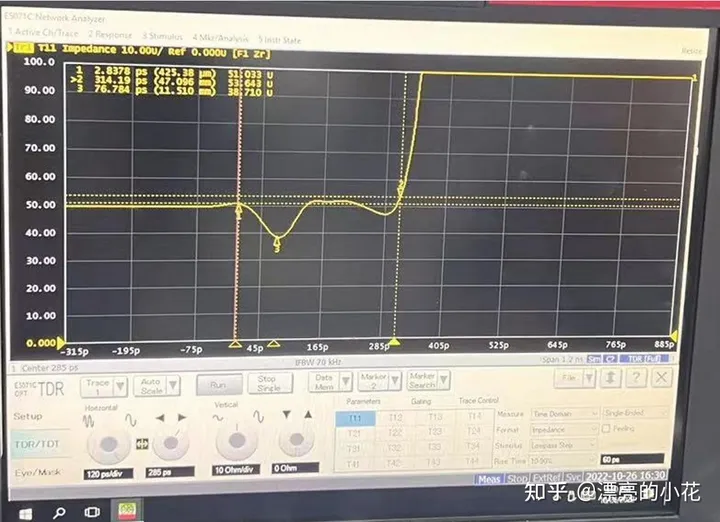 E5071C Network Analyzer
1 Active Ch/Trace 2 Response 3 Stimulus 4 Mkr/Analysis 5 Instr State
Resize
Tr1 T11 Impedance 10.00U/ Ref 0.000U [F1 Zr]
100.0
1 2.8378 ps (425.38 µm) 51.033 U
>2 314.19 ps (47.096 mm) 53.643 U
3 76.784 ps (11.510 mm) 38.710 U
90.00
80.00
70.00
60.00
50.00
40.00
30.00
20.00
10.00
0.000
1
2
3
1
-315p -195p -75p 45p 165p 285p 405p 525p 645p 765p 885p
1 Center 285 ps IFBW 70 kHz Span 1.2 ns Sim C? TDR [Full]
E5071C OPT TDR
Trace 1
Auto Scale
Run
Stop Single
Data Mem
Marker 2
Marker Search
File
?
X
Setup
TDR/TDT
Eye/Mask
Horizontal
Vertical
120 ps/div
285 ps
10 Ohm/div
0 Ohm
Parameters Gating Trace Control
T11 T12 T13 T14
T21 T22 T23 T24
T31 T32 T33 T34
T41 T42 T43 T44
Measure Time Domain Single-Ended
Format Impedance Peeling
Stimulus Lowpass Step
Rise Time 10-90% 60 ps
Meas Stop ExtRef Svc 2022-10-26 16:30
知乎 @漂亮的小花